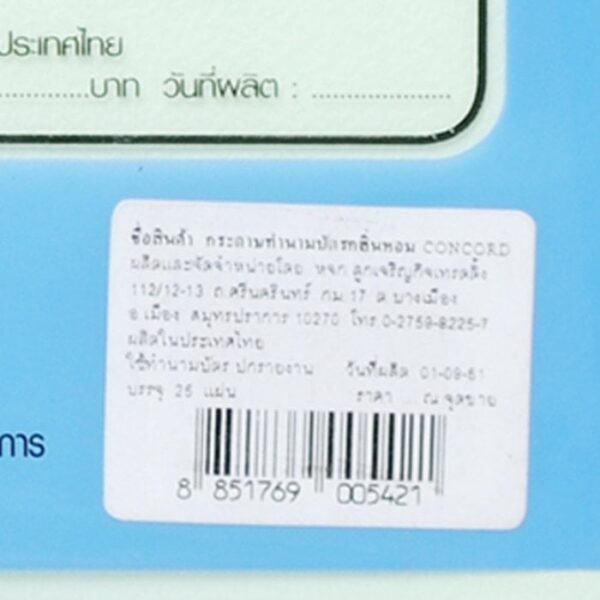 ประเทศไทย
.............บาท วันที่ผลิต : ....................
ชื่อสินค้า กระดาษทำนามบัตรกลิ่นหอม CONCORD
ผลิตและจัดจำหน่ายโดย หจก ลูกเจริญกิจเทรดดิ้ง
112/12-13 ถ.ศรีนครินทร์ กม.17 ต บางเมือง
อ.เมือง สมุทรปราการ 10270 โทร 0-2759-8225-7
ผลิตในประเทศไทย
ใช้ทำนามบัตร ปกรายงาน วันที่ผลิต 01-09-61
บรรจุ 25 แผ่น ราคา ... ณ จุดขาย
การ
8 851769 005421